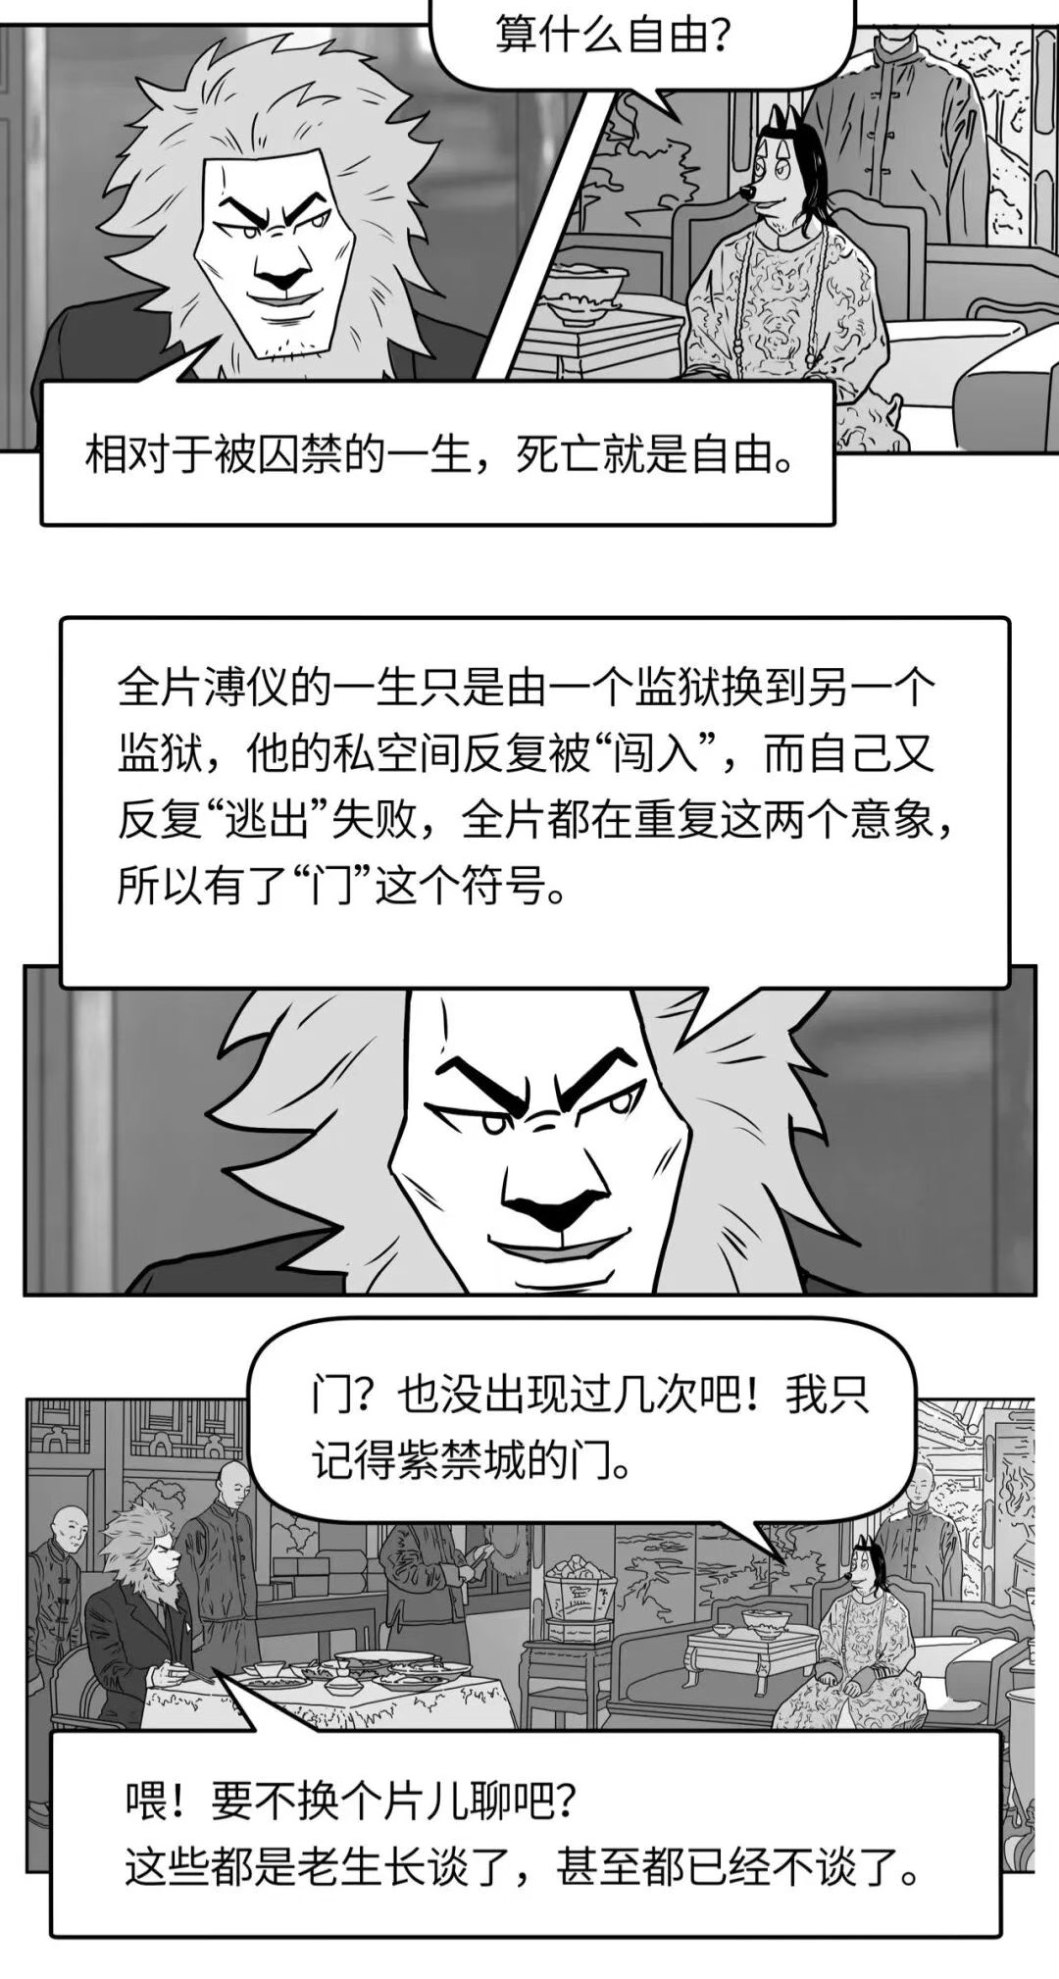 算什么自由？
相对于被囚禁的一生，死亡就是自由。
全片溥仪的一生只是由一个监狱换到另一个
监狱，他的私空间反复被“闯入”，而自己又
反复“逃出”失败，全片都在重复这两个意象，
所以有了“门”这个符号。
门？也没出现过几次吧！我只
记得紫禁城的门。
喂！要不换个片儿聊吧？
这些都是老生长谈了，甚至都已经不谈了。